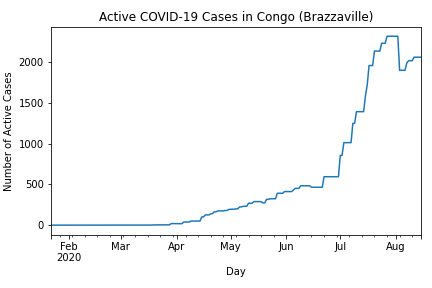 Active COVID-19 Cases in Congo (Brazzaville)
Number of Active Cases
2000
1500
1000
500
0
Feb Mar Apr May Jun Jul Aug
2020
Day